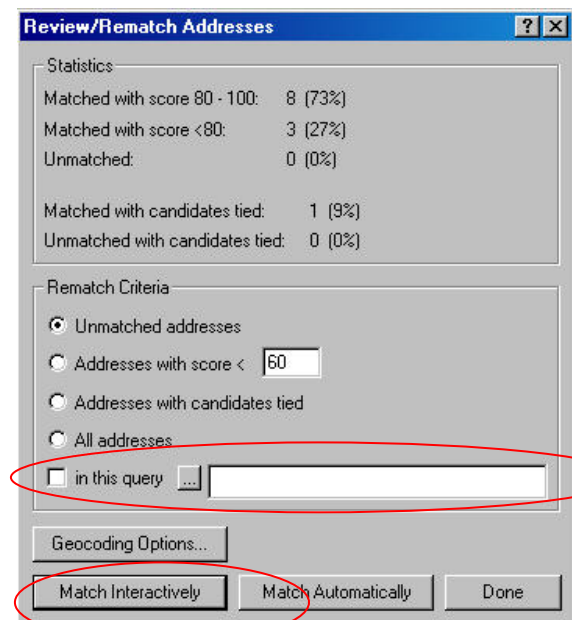 Review/Rematch Addresses
Statistics
Matched with score 80 - 100: 8 (73%)
Matched with score <80: 3 (27%)
Unmatched: 0 (0%)
Matched with candidates tied: 1 (9%)
Unmatched with candidates tied: 0 (0%)
Rematch Criteria
Unmatched addresses
Addresses with score < 60
Addresses with candidates tied
All addresses
in this query ...
Geocoding Options...
Match Interactively Match Automatically Done